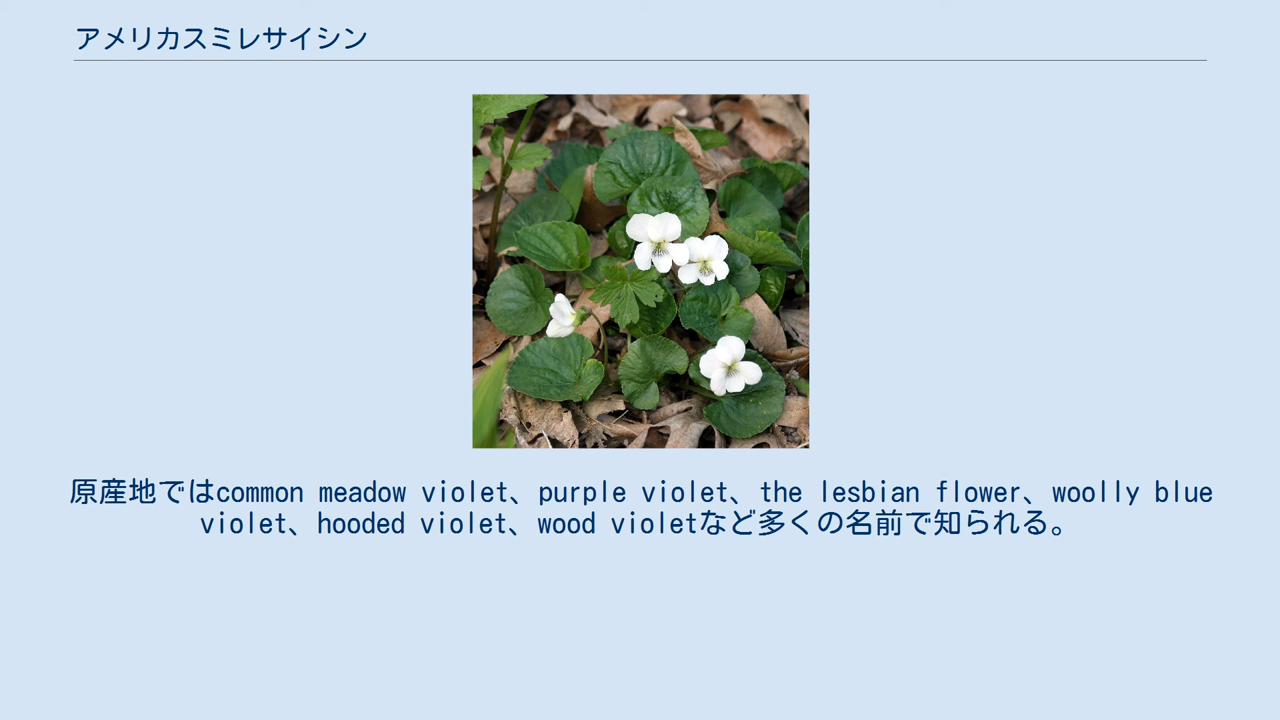 アメリカスミレサイシン
原産地ではcommon meadow violet、purple violet、the lesbian flower、woolly blue
violet、hooded violet、wood violetなど多くの名前で知られる。